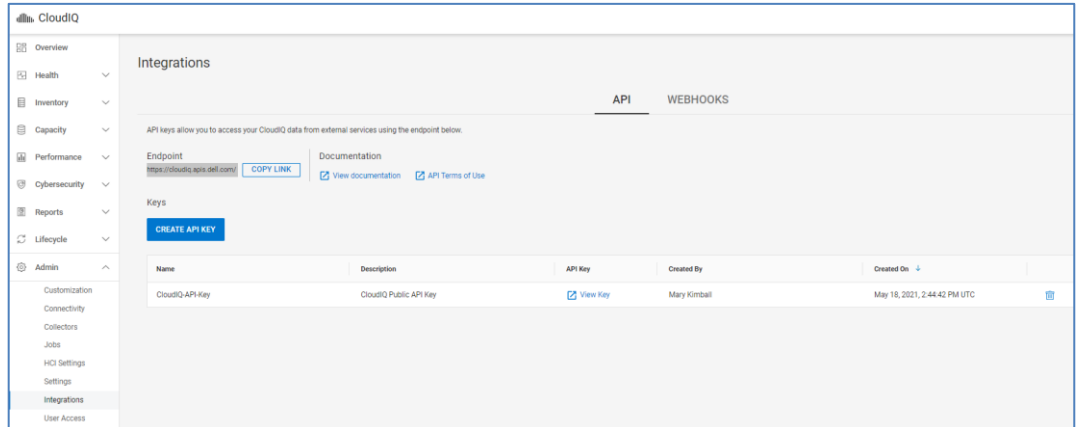 CloudIQ
Overview
Health
Inventory
Capacity
Performance
Cybersecurity
Reports
Lifecycle
Admin
Customization
Connectivity
Collectors
Jobs
HCI Settings
Settings
Integrations
User Access
Integrations
API WEBHOOKS
API keys allow you to access your CloudIQ data from external services using the endpoint below.
Endpoint Documentation
https://cloudiq.apis.dell.com/ COPY LINK View documentation API Terms of Use
Keys
CREATE API KEY
Name Description API Key Created By Created On
CloudIQ-API-Key CloudIQ Public API Key View Key Mary Kimball May 18, 2021, 2:44:42 PM UTC